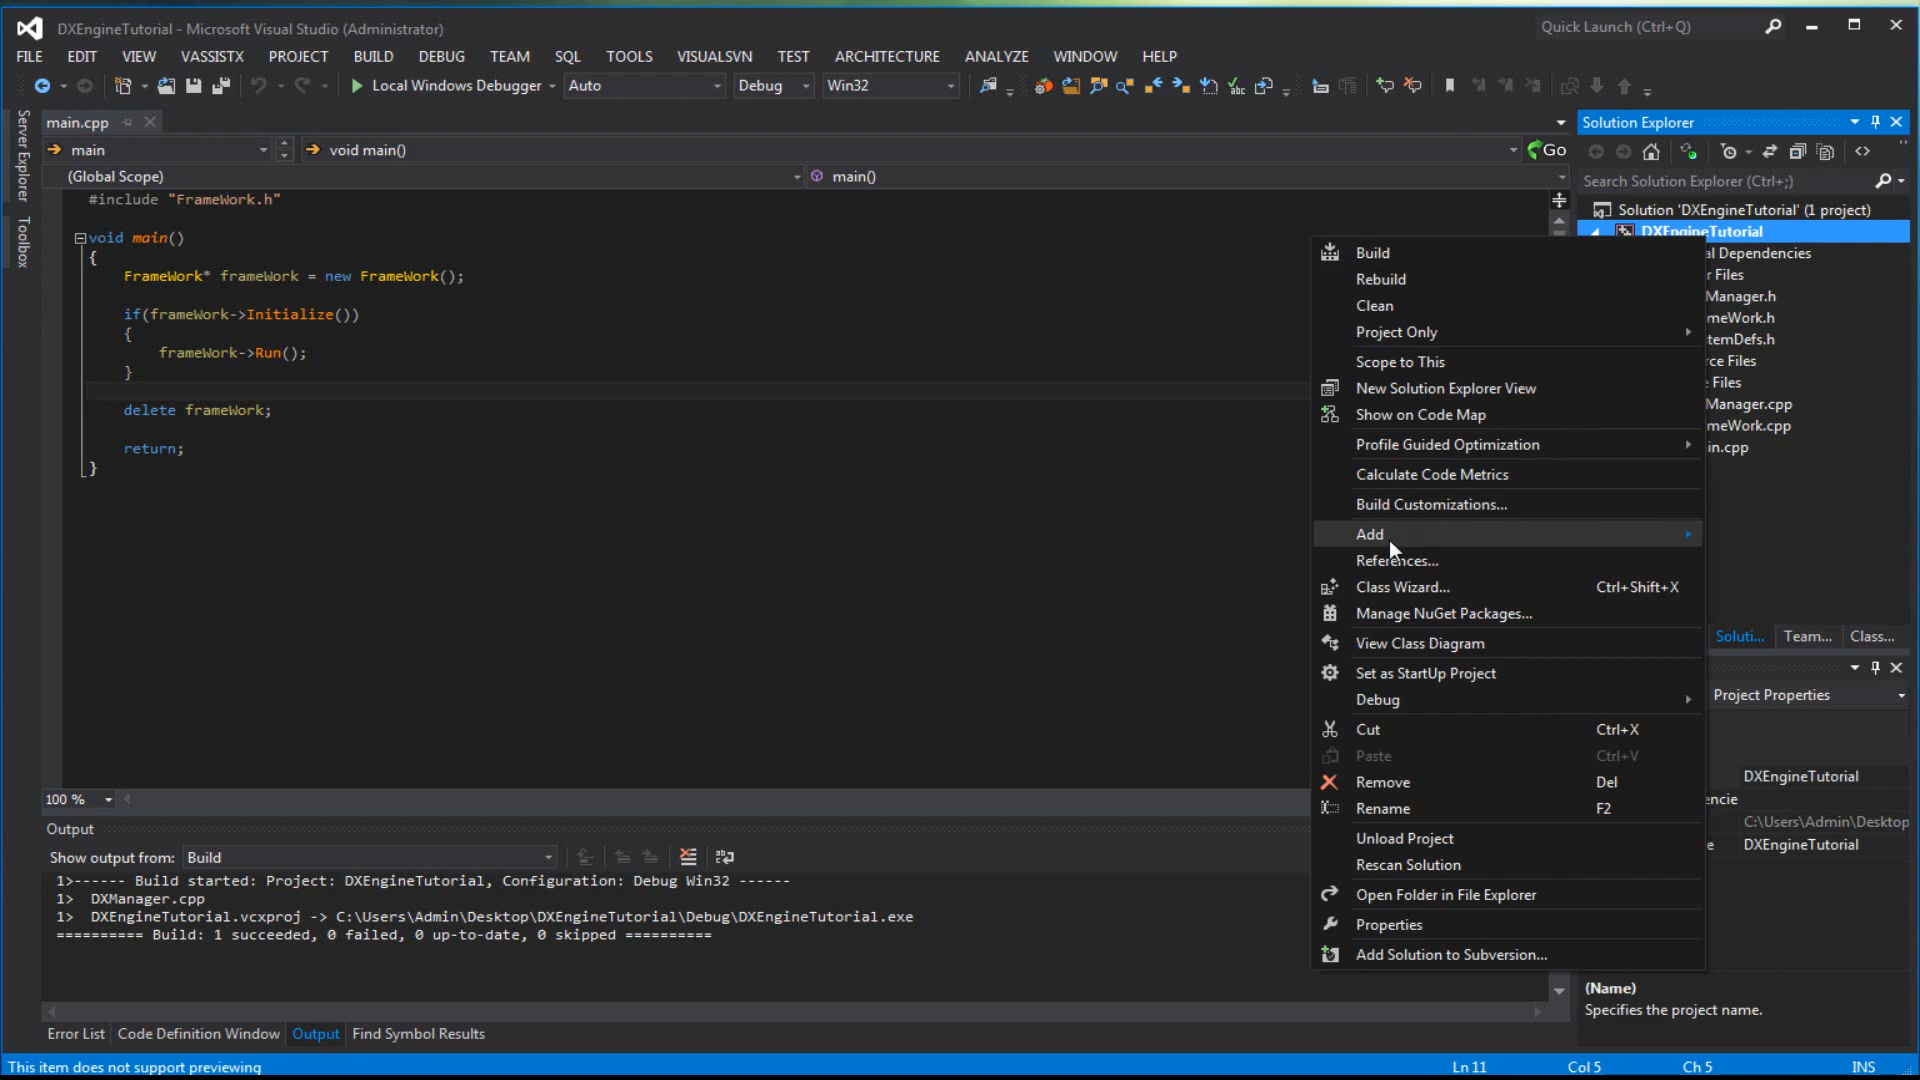 DXEngineTutorial - Microsoft Visual Studio (Administrator)
Quick Launch (Ctrl+Q)
FILE EDIT VIEW VASSISTX PROJECT BUILD DEBUG TEAM SQL TOOLS VISUALSVN TEST ARCHITECTURE ANALYZE WINDOW HELP
Local Windows Debugger Auto Debug Win32
Server Explorer
Toolbox
main.cpp
main void main() Go
(Global Scope) main()
#include "FrameWork.h"
void main()
{
FrameWork* frameWork = new FrameWork();
if(frameWork->Initialize())
{
frameWork->Run();
}
delete frameWork;
return;
}
100 %
Output
Show output from: Build
1>------ Build started: Project: DXEngineTutorial, Configuration: Debug Win32 ------
1> DXManager.cpp
1> DXEngineTutorial.vcxproj -> C:\Users\Admin\Desktop\DXEngineTutorial\Debug\DXEngineTutorial.exe
========== Build: 1 succeeded, 0 failed, 0 up-to-date, 0 skipped ==========
Error List Code Definition Window Output Find Symbol Results
Build
Rebuild
Clean
Project Only
Scope to This
New Solution Explorer View
Show on Code Map
Profile Guided Optimization
Calculate Code Metrics
Build Customizations...
Add
References...
Class Wizard... Ctrl+Shift+X
Manage NuGet Packages...
View Class Diagram
Set as StartUp Project
Debug
Cut Ctrl+X
Paste Ctrl+V
Remove Del
Rename F2
Unload Project
Rescan Solution
Open Folder in File Explorer
Properties
Add Solution to Subversion...
Solution Explorer
Search Solution Explorer (Ctrl+;)
Solution 'DXEngineTutorial' (1 project)
DXEngineTutorial
al Dependencies
r Files
Manager.h
meWork.h
temDefs.h
rce Files
Files
Manager.cpp
meWork.cpp
in.cpp
Soluti... Team... Class...
Project Properties
DXEngineTutorial
encie
C:\Users\Admin\Desktop
e DXEngineTutorial
(Name)
Specifies the project name.
This item does not support previewing
Ln 11 Col 5 Ch 5 INS